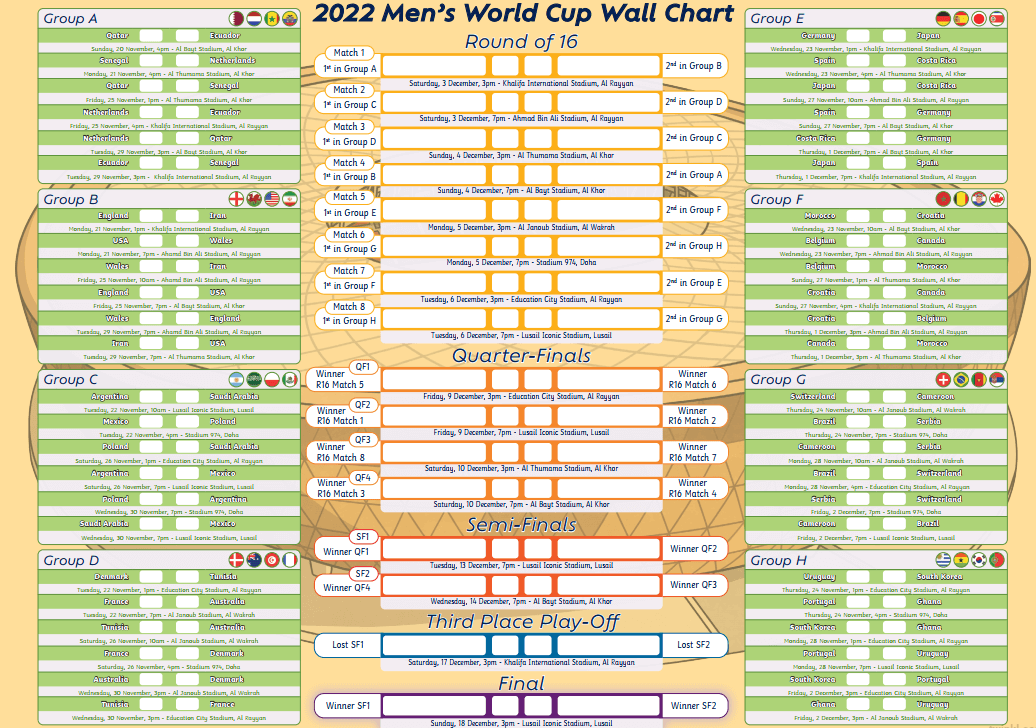 2022 Men's World Cup Wall Chart
Group A
Qatar Ecuador
Sunday, 20 November, 4pm - Al Bayt Stadium, Al Khor
Senegal Netherlands
Monday, 21 November, 4pm - Al Thumama Stadium, Al Khor
Qatar Senegal
Friday, 25 November, 1pm - Al Thumama Stadium, Al Khor
Netherlands Ecuador
Friday, 25 November, 4pm - Khalifa International Stadium, Al Rayyan
Netherlands Qatar
Tuesday, 29 November, 3pm - Al Bayt Stadium, Al Khor
Ecuador Senegal
Tuesday, 29 November, 3pm - Khalifa International Stadium, Al Rayyan
Group B
England Iran
Monday, 21 November, 1pm - Khalifa International Stadium, Al Rayyan
USA Wales
Monday, 21 November, 7pm - Ahamd Bin Ali Stadium, Al Rayyan
Wales Iran
Friday, 25 November, 10am - Ahamd Bin Ali Stadium, Al Rayyan
England USA
Friday, 25 November, 7pm - Al Bayt Stadium, Al Khor
Wales England
Tuesday, 29 November, 7pm - Ahamd Bin Ali Stadium, Al Rayyan
Iran USA
Tuesday, 29 November, 7pm - Al Thumama Stadium, Al Khor
Group C
Argentina Saudi Arabia
Tuesday, 22 November, 10am - Lusail Iconic Stadium, Lusail
Mexico Poland
Tuesday, 22 November, 4pm - Stadium 974, Doha
Poland Saudi Arabia
Saturday, 26 November, 1pm - Education City Stadium, Al Rayyan
Argentina Mexico
Saturday, 26 November, 7pm - Lusail Iconic Stadium, Lusail
Poland Argentina
Wednesday, 30 November, 7pm - Stadium 974, Doha
Saudi Arabia Mexico
Wednesday, 30 November, 7pm - Lusail Iconic Stadium, Lusail
Group D
Denmark Tunisia
Tuesday, 22 November, 1pm - Education City Stadium, Al Rayyan
France Australia
Tuesday, 22 November, 7pm - Al Janoub Stadium, Al Wakrah
Tunisia Australia
Saturday, 26 November, 10am - Al Janoub Stadium, Al Wakrah
France Denmark
Saturday, 26 November, 4pm - Stadium 974, Doha
Australia Denmark
Wednesday, 30 November, 3pm - Al Janoub Stadium, Al Wakrah
Tunisia France
Wednesday, 30 November, 3pm - Education City Stadium, Al Rayyan
Round of 16
Match 1
1st in Group A 2nd in Group B
Saturday, 3 December, 3pm - Khalifa International Stadium, Al Rayyan
Match 2
1st in Group C 2nd in Group D
Saturday, 3 December, 7pm - Ahmad Bin Ali Stadium, Al Rayyan
Match 3
1st in Group D 2nd in Group C
Sunday, 4 December, 3pm - Al Thumama Stadium, Al Khor
Match 4
1st in Group B 2nd in Group A
Sunday, 4 December, 7pm - Al Bayt Stadium, Al Khor
Match 5
1st in Group E 2nd in Group F
Monday, 5 December, 3pm - Al Janoub Stadium, Al Wakrah
Match 6
1st in Group G 2nd in Group H
Monday, 5 December, 7pm - Stadium 974, Doha
Match 7
1st in Group F 2nd in Group E
Tuesday, 6 December, 3pm - Education City Stadium, Al Rayyan
Match 8
1st in Group H 2nd in Group G
Tuesday, 6 December, 7pm - Lusail Iconic Stadium, Lusail
Quarter-Finals
QF1
Winner Winner
R16 Match 5 R16 Match 6
Friday, 9 December, 3pm - Education City Stadium, Al Rayyan
QF2
Winner Winner
R16 Match 1 R16 Match 2
Friday, 9 December, 7pm - Lusail Iconic Stadium, Lusail
QF3
Winner Winner
R16 Match 8 R16 Match 7
Saturday, 10 December, 3pm - Al Thumama Stadium, Al Khor
QF4
Winner Winner
R16 Match 3 R16 Match 4
Saturday, 10 December, 7pm - Al Bayt Stadium, Al Khor
Semi-Finals
SF1
Winner QF1 Winner QF2
Tuesday, 13 December, 7pm - Lusail Iconic Stadium, Lusail
SF2
Winner QF4 Winner QF3
Wednesday, 14 December, 7pm - Al Bayt Stadium, Al Khor
Third Place Play-Off
Lost SF1 Lost SF2
Saturday, 17 December, 3pm - Khalifa International Stadium, Al Rayyan
Final
Winner SF1 Winner SF2
Sunday, 18 December, 3pm - Lusail Iconic Stadium, Lusail
Group E
Germany Japan
Wednesday, 23 November, 1pm - Khalifa International Stadium, Al Rayyan
Spain Costa Rica
Wednesday, 23 November, 4pm - Al Thumama Stadium, Al Khor
Japan Costa Rica
Sunday, 27 November, 10am - Ahmad Bin Ali Stadium, Al Rayyan
Spain Germany
Sunday, 27 November, 7pm - Al Bayt Stadium, Al Khor
Costa Rica Germany
Thursday, 1 December, 7pm - Al Bayt Stadium, Al Khor
Japan Spain
Thursday, 1 December, 7pm - Khalifa International Stadium, Al Rayyan
Group F
Morocco Croatia
Wednesday, 23 November, 10am - Al Bayt Stadium, Al Khor
Belgium Canada
Wednesday, 23 November, 7pm - Ahmad Bin Ali Stadium, Al Rayyan
Belgium Morocco
Sunday, 27 November, 1pm - Al Thumama Stadium, Al Khor
Croatia Canada
Sunday, 27 November, 4pm - Khalifa International Stadium, Al Rayyan
Croatia Belgium
Thursday, 1 December, 3pm - Ahmad Bin Ali Stadium, Al Rayyan
Canada Morocco
Thursday, 1 December, 3pm - Al Thumama Stadium, Al Khor
Group G
Switzerland Cameroon
Thursday, 24 November, 10am - Al Janoub Stadium, Al Wakrah
Brazil Serbia
Thursday, 24 November, 7pm - Lusail Iconic Stadium, Lusail
Cameroon Serbia
Monday, 28 November, 10am - Al Janoub Stadium, Al Wakrah
Brazil Switzerland
Monday, 28 November, 4pm - Education City Stadium, Al Rayyan
Serbia Switzerland
Friday, 2 December, 7pm - Stadium 974, Doha
Cameroon Brazil
Friday, 2 December, 7pm - Lusail Iconic Stadium, Lusail
Group H
Uruguay South Korea
Thursday, 24 November, 1pm - Education City Stadium, Al Rayyan
Portugal Ghana
Thursday, 24 November, 4pm - Stadium 974, Doha
South Korea Ghana
Monday, 28 November, 1pm - Education City Stadium, Al Rayyan
Portugal Uruguay
Monday, 28 November, 7pm - Lusail Iconic Stadium, Lusail
South Korea Portugal
Friday, 2 December, 3pm - Education City Stadium, Al Rayyan
Ghana Uruguay
Friday, 2 December, 3pm - Al Janoub Stadium, Al Wakrah